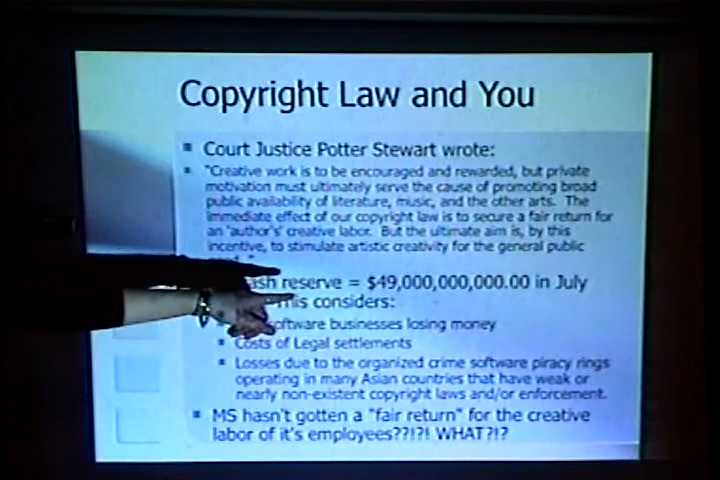 Copyright Law and You
Court Justice Potter Stewart wrote:
"Creative work is to be encouraged and rewarded, but private
motivation must ultimately serve the cause of promoting broad
public availability of literature, music, and the other arts. The
immediate effect of our copyright law is to secure a fair return for
an 'author's' creative labor. But the ultimate aim is, by this
incentive, to stimulate artistic creativity for the general public
reserve = $49,000,000,000.00 in July
considers:
software businesses losing money
Costs of Legal settlements
Losses due to the organized crime software piracy rings
operating in many Asian countries that have weak or
nearly non-existent copyright laws and/or enforcement.
MS hasn't gotten a "fair return" for the creative
labor of it's employees??!?! WHAT?!?